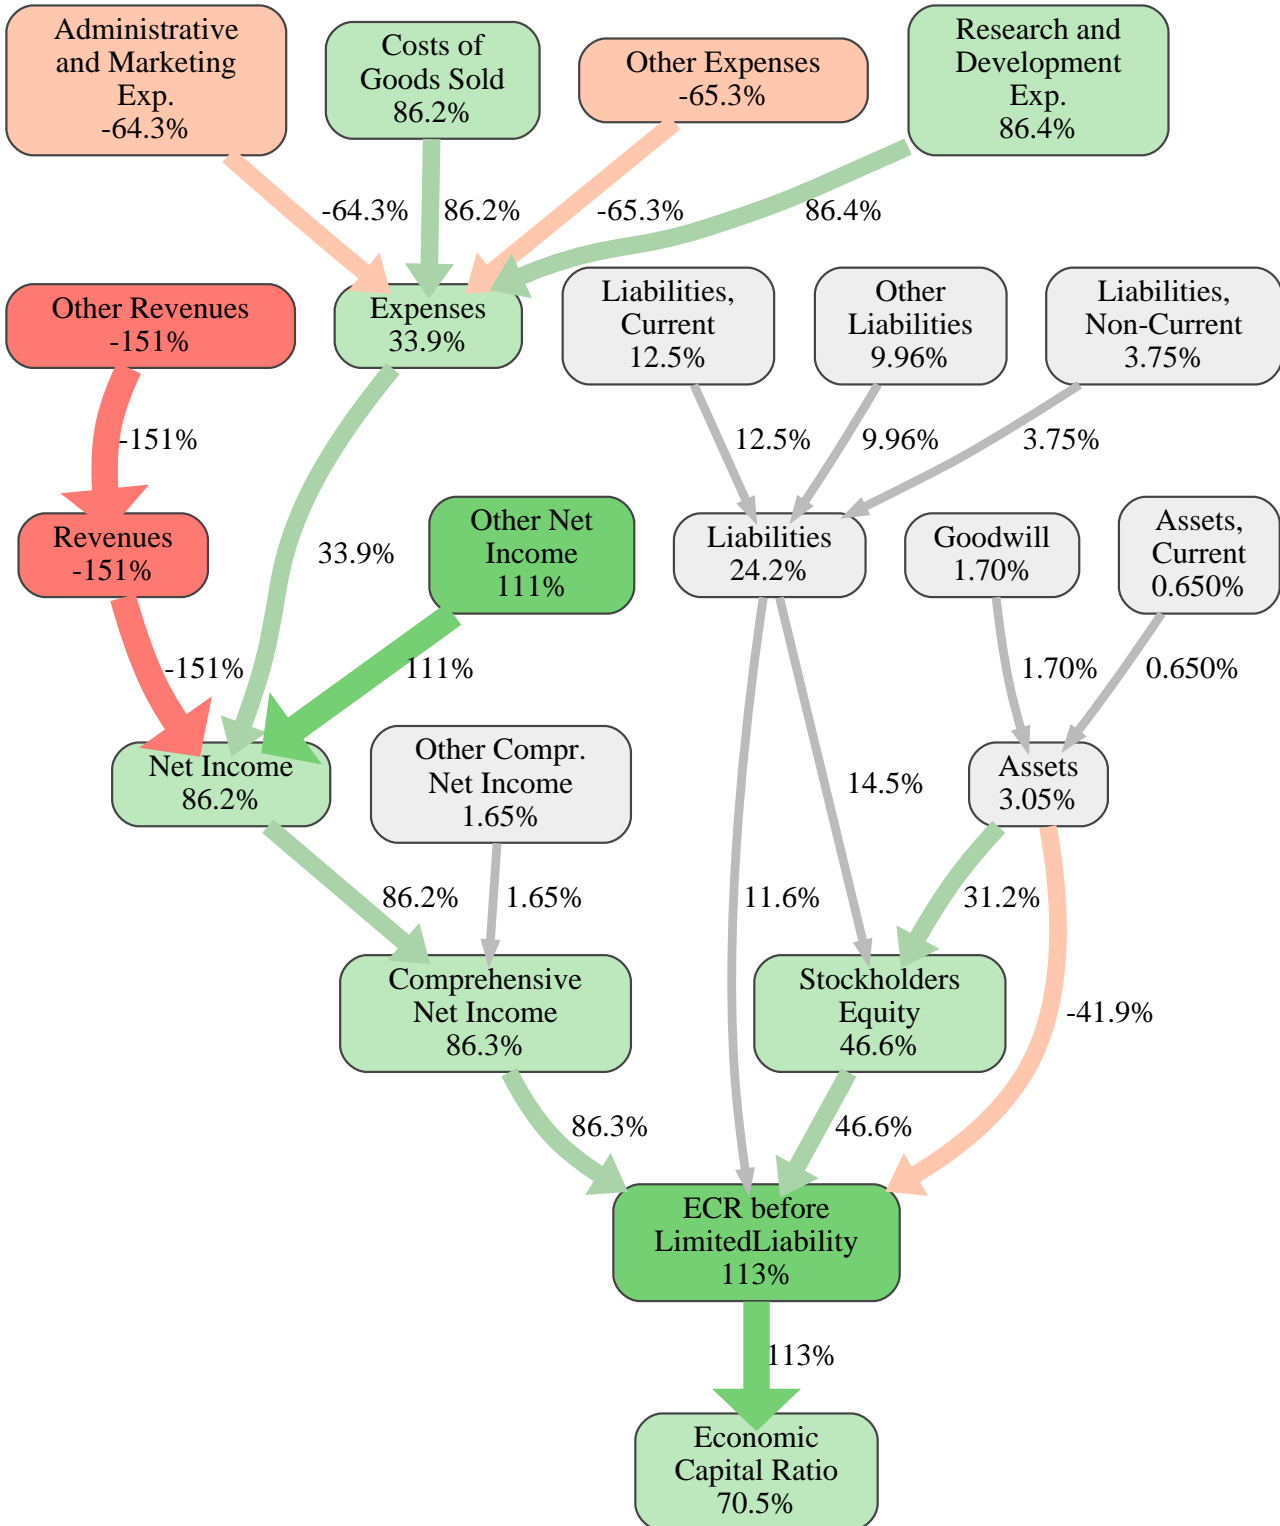 Administrative
and Marketing
Exp.
-64.3%
Costs of
Goods Sold
86.2%
Other Expenses
-65.3%
Research and
Development
Exp.
86.4%
-64.3%
86.2%
-65.3%
86.4%
Other Revenues
-151%
Expenses
33.9%
Liabilities,
Current
12.5%
Other
Liabilities
9.96%
Liabilities,
Non-Current
3.75%
-151%
12.5%
9.96%
3.75%
Revenues
-151%
33.9%
Other Net
Income
111%
Liabilities
24.2%
Goodwill
1.70%
Assets,
Current
0.650%
-151%
111%
1.70%
0.650%
Net Income
86.2%
Other Compr.
Net Income
1.65%
14.5%
Assets
3.05%
86.2%
1.65%
11.6%
31.2%
-41.9%
Comprehensive
Net Income
86.3%
Stockholders
Equity
46.6%
86.3%
46.6%
ECR before
LimitedLiability
113%
113%
Economic
Capital Ratio
70.5%